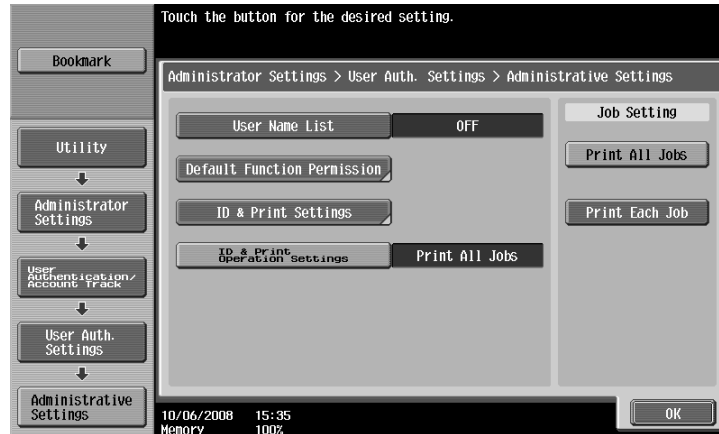 Touch the button for the desired setting.
Bookmark
Administrator Settings > User Auth. Settings > Administrative Settings
Utility
Administrator
Settings
User
Authentication/
Account Track
User Auth.
Settings
Administrative
Settings
User Name List
OFF
Default Function Permission
ID & Print Settings
ID & Print
Operation Settings
Print All Jobs
Job Setting
Print All Jobs
Print Each Job
10/06/2008 15:35
Memory 100%
OK